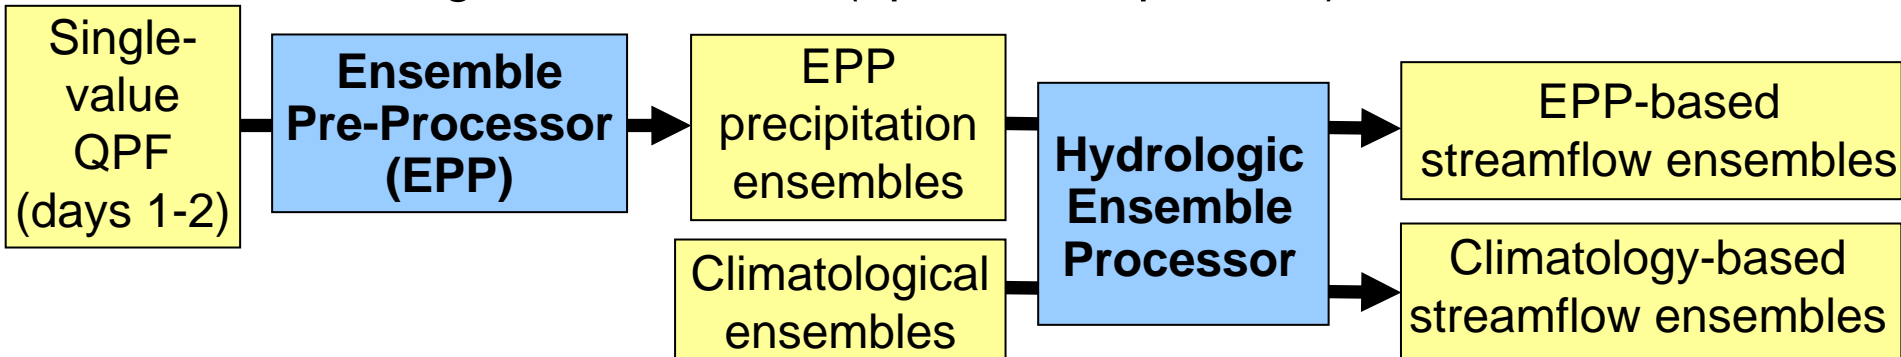 Single-
value
QPF
(days 1-2)
Ensemble
Pre-Processor
(EPP)
EPP
precipitation
ensembles
Climatological
ensembles
Hydrologic
Ensemble
Processor
EPP-based
streamflow ensembles
Climatology-based
streamflow ensembles